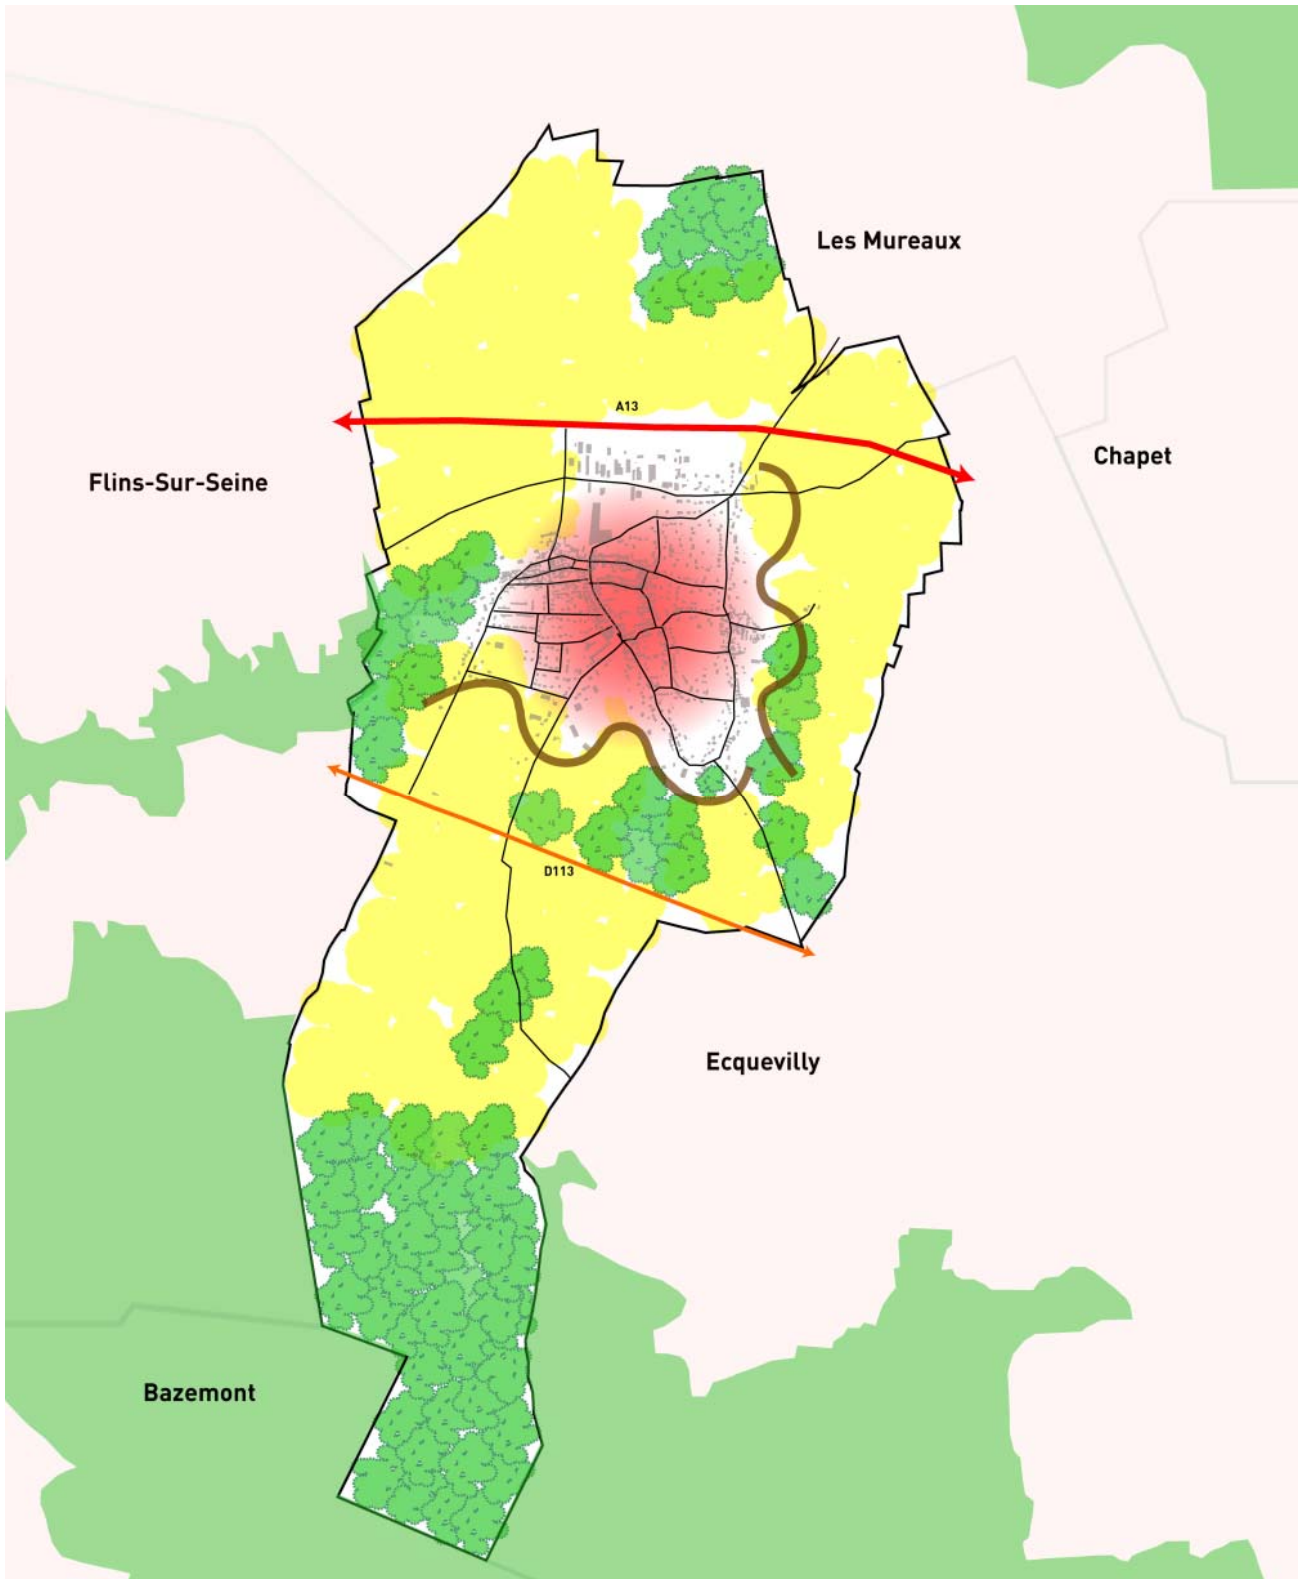 Les Mureaux
A13
Chapet
Flins-Sur-Seine
D113
Ecquevilly
Bazemont